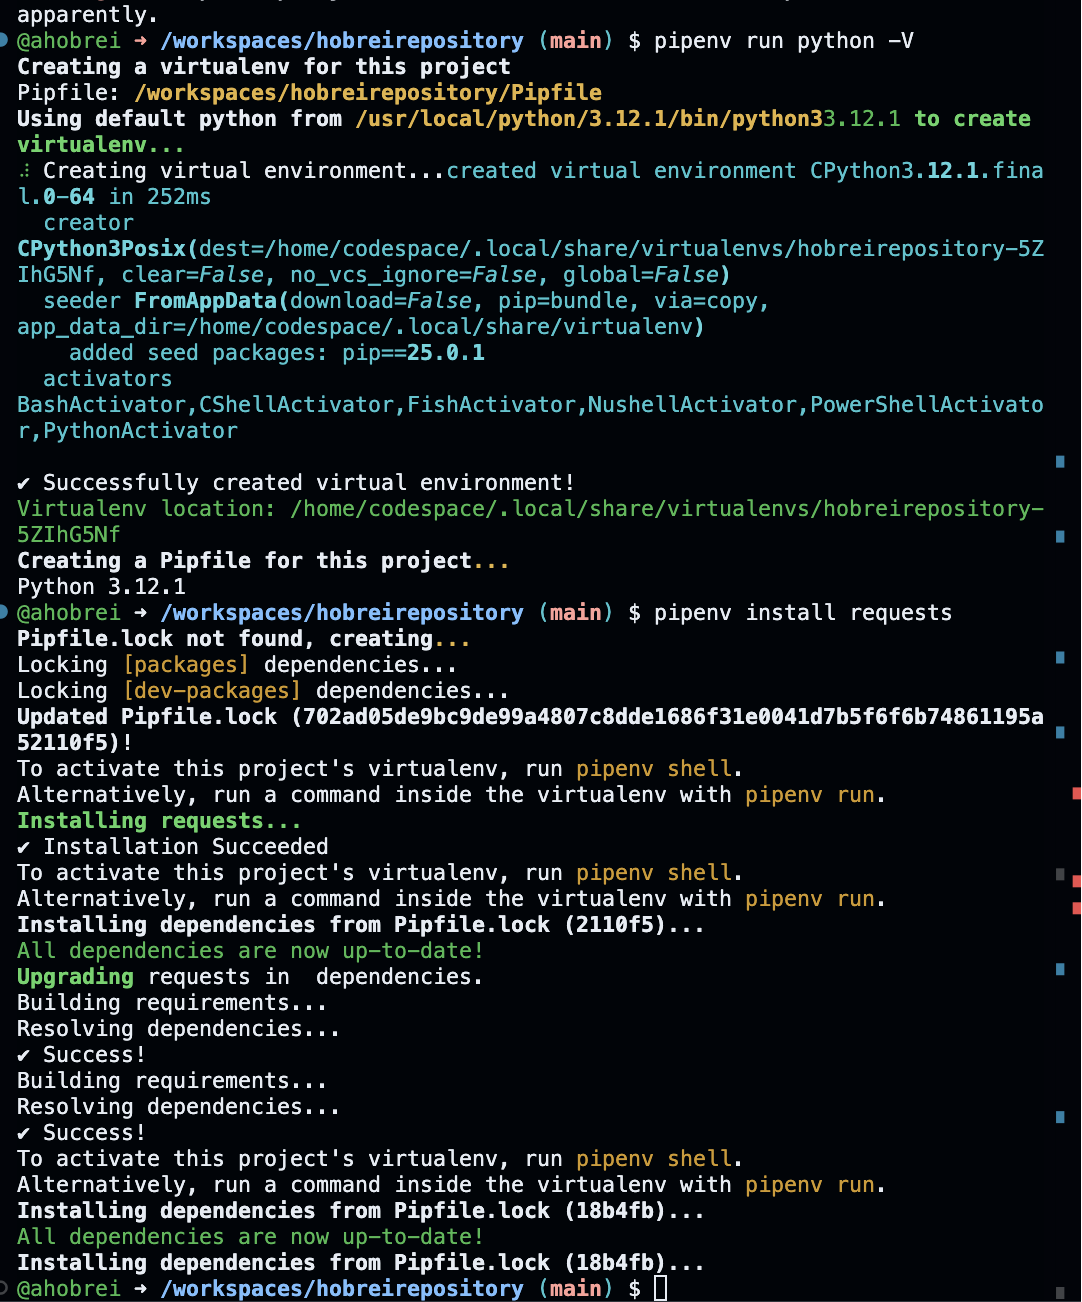 apparently.
@ahobrei → /workspaces/hobreirepository (main) $ pipenv run python -V
Creating a virtualenv for this project
Pipfile: /workspaces/hobreirepository/Pipfile
Using default python from /usr/local/python/3.12.1/bin/python33.12.1 to create
virtualenv...
⠼ Creating virtual environment...created virtual environment CPython3.12.1.fina
l.0-64 in 252ms
  creator
CPython3Posix(dest=/home/codespace/.local/share/virtualenvs/hobreirepository-5Z
IhG5Nf, clear=False, no_vcs_ignore=False, global=False)
  seeder FromAppData(download=False, pip=bundle, via=copy,
app_data_dir=/home/codespace/.local/share/virtualenv)
    added seed packages: pip==25.0.1
  activators
BashActivator,CShellActivator,FishActivator,NushellActivator,PowerShellActivato
r,PythonActivator
✔ Successfully created virtual environment!
Virtualenv location: /home/codespace/.local/share/virtualenvs/hobreirepository-
5ZIhG5Nf
Creating a Pipfile for this project...
Python 3.12.1
@ahobrei → /workspaces/hobreirepository (main) $ pipenv install requests
Pipfile.lock not found, creating...
Locking [packages] dependencies...
Locking [dev-packages] dependencies...
Updated Pipfile.lock (702ad05de9bc9de99a4807c8dde1686f31e0041d7b5f6f6b74861195a
52110f5)!
To activate this project's virtualenv, run pipenv shell.
Alternatively, run a command inside the virtualenv with pipenv run.
Installing requests...
✔ Installation Succeeded
To activate this project's virtualenv, run pipenv shell.
Alternatively, run a command inside the virtualenv with pipenv run.
Installing dependencies from Pipfile.lock (2110f5)...
All dependencies are now up-to-date!
Upgrading requests in  dependencies.
Building requirements...
Resolving dependencies...
✔ Success!
Building requirements...
Resolving dependencies...
✔ Success!
To activate this project's virtualenv, run pipenv shell.
Alternatively, run a command inside the virtualenv with pipenv run.
Installing dependencies from Pipfile.lock (18b4fb)...
All dependencies are now up-to-date!
Installing dependencies from Pipfile.lock (18b4fb)...
@ahobrei → /workspaces/hobreirepository (main) $